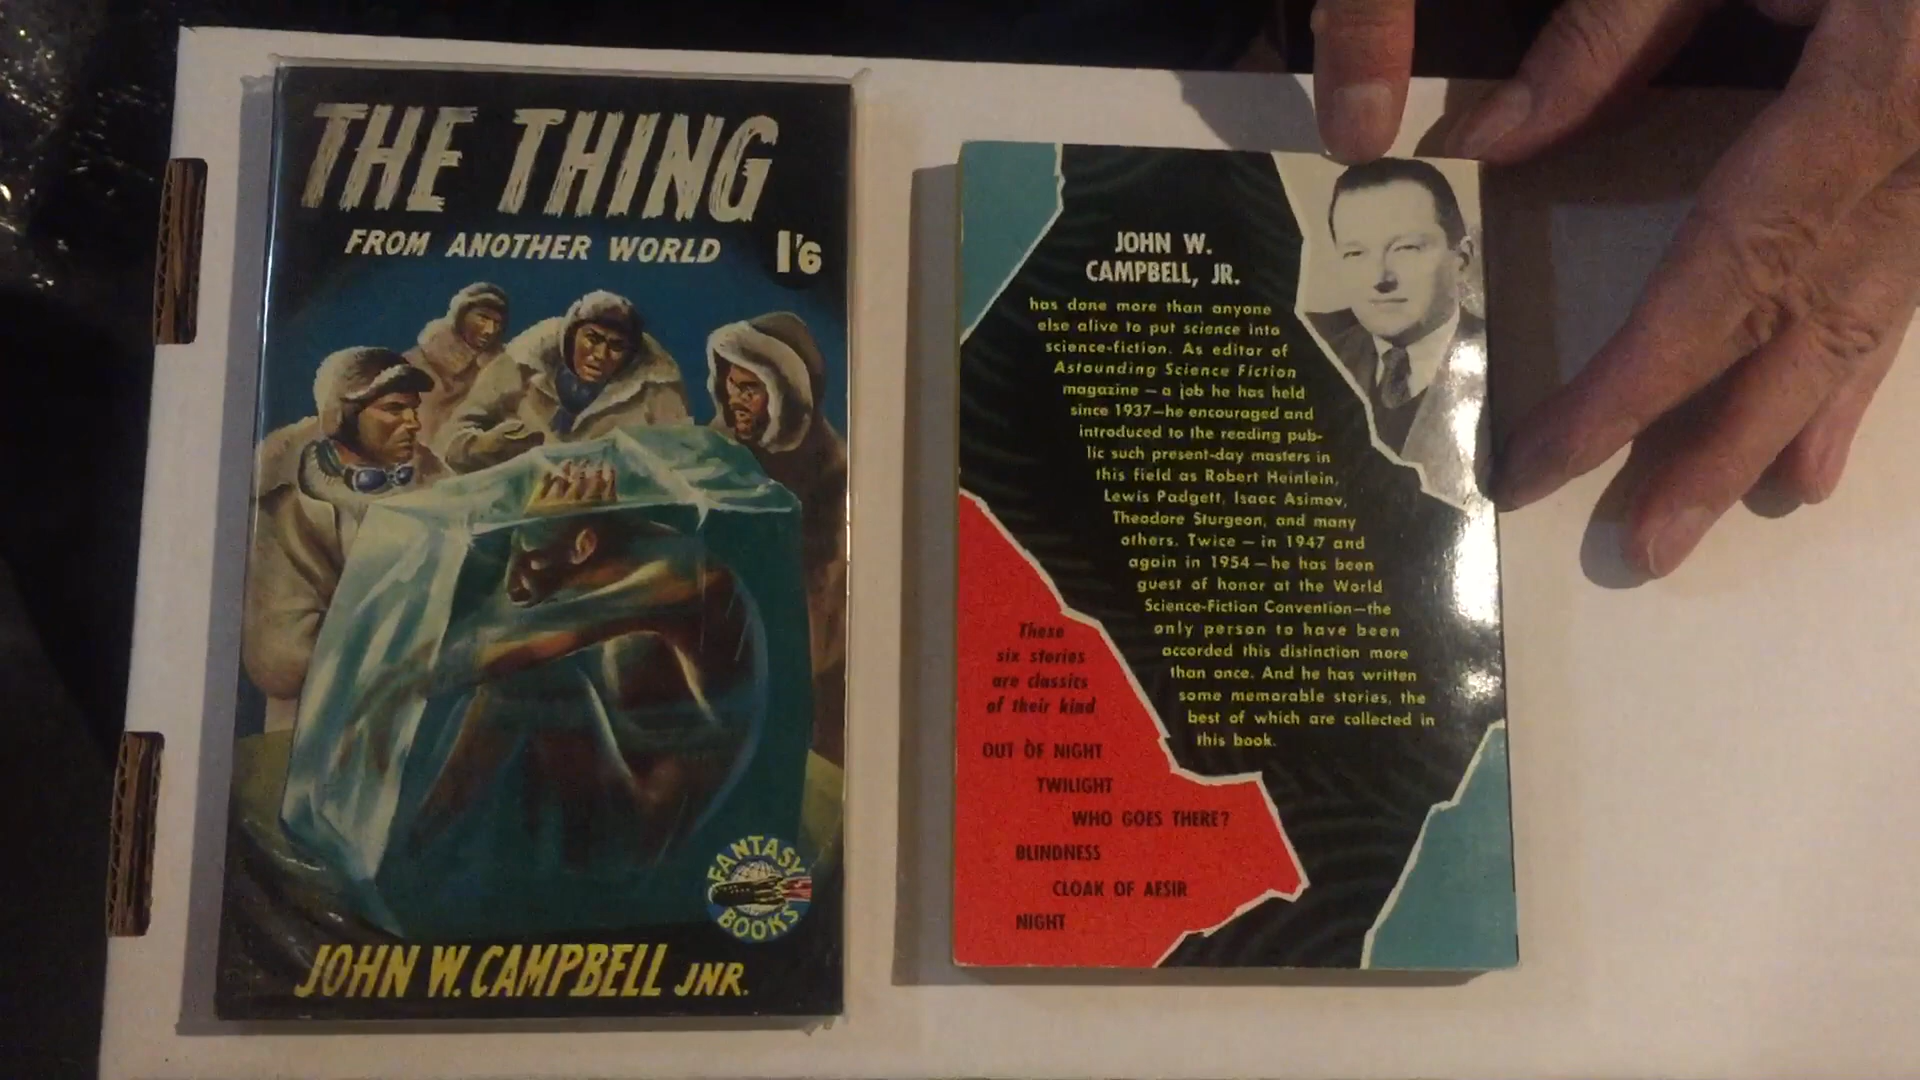 THE THING
FROM ANOTHER WORLD
1'6
FANTASY
BOOKS
JOHN W. CAMPBELL JNR.
JOHN W.
CAMPBELL, JR.
has done more than anyone
else alive to put science into
science-fiction. As editor of
Astounding Science Fiction
magazine — a job he has held
since 1937—he encouraged and
introduced to the reading pub-
lic such present-day masters in
this field as Robert Heinlein,
Lewis Padgett, Isaac Asimov,
Theodore Sturgeon, and many
others. Twice — in 1947 and
again in 1954 — he has been
guest of honor at the World
Science-Fiction Convention—the
only person to have been
accorded this distinction more
than once. And he has written
some memorable stories, the
best of which are collected in
this book.
These
six stories
are classics
of their kind
OUT OF NIGHT
TWILIGHT
WHO GOES THERE?
BLINDNESS
CLOAK OF AESIR
NIGHT